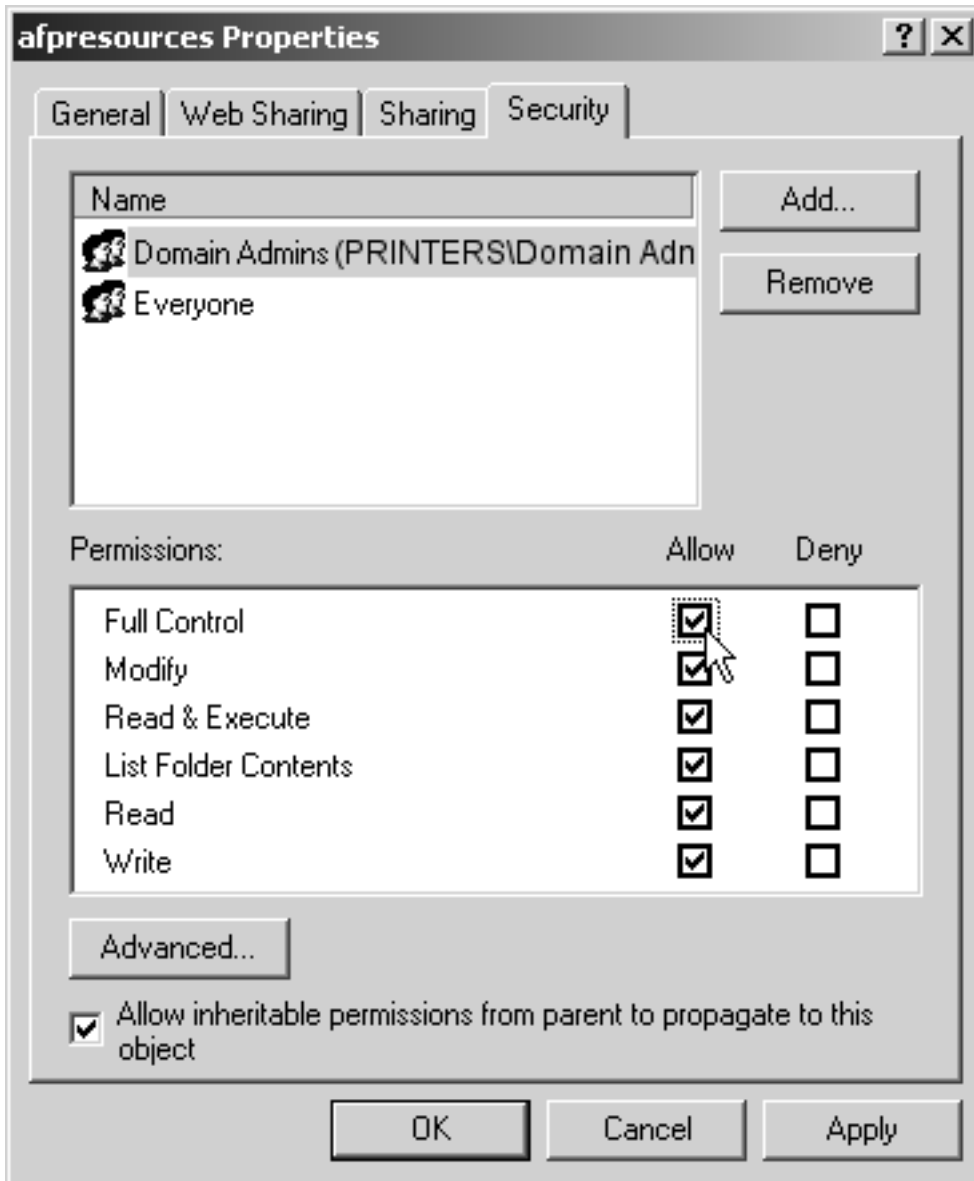 afpresources Properties
General Web Sharing Sharing Security
Name
Add...
Domain Admins (PRINTERS\Domain Adn
Remove
Everyone
Permissions: Allow Deny
Full Control
Modify
Read & Execute
List Folder Contents
Read
Write
Advanced...
Allow inheritable permissions from parent to propagate to this
object
OK Cancel Apply